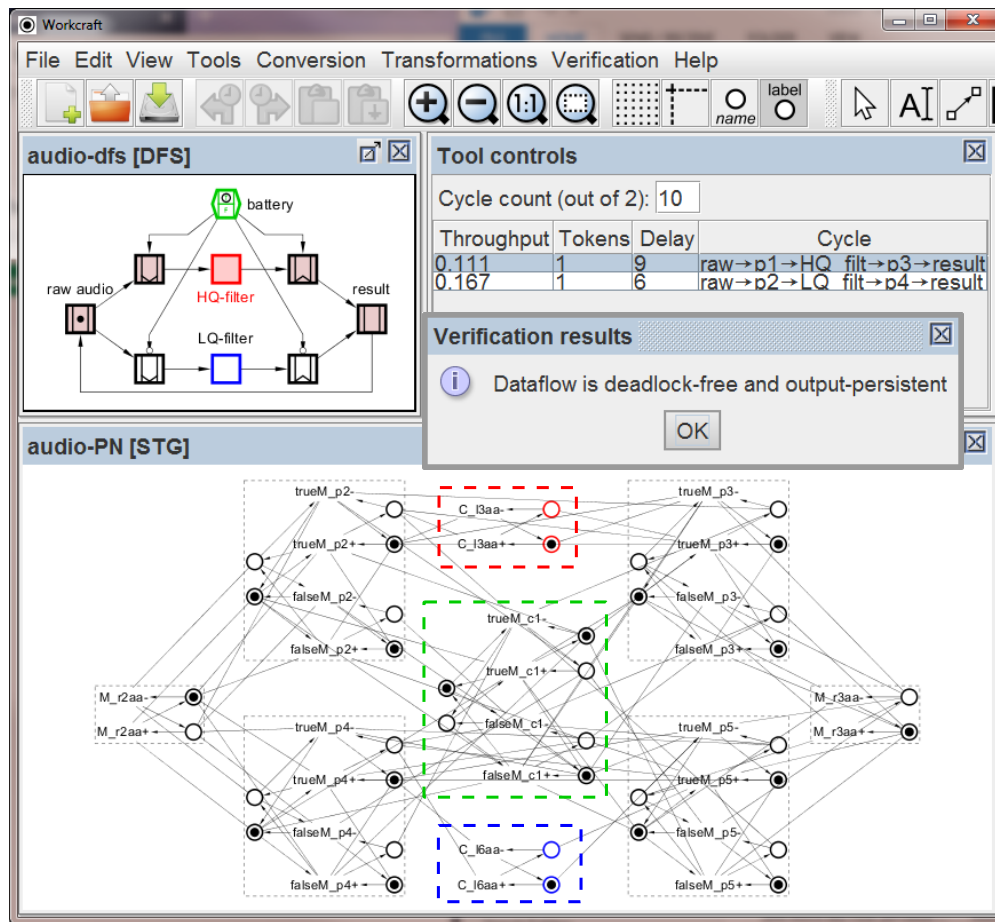 Workcraft
File Edit View Tools Conversion Transformations Verification Help
1:1
name
label
A
audio-dfs [DFS]
battery
raw audio
HQ-filter
result
LQ-filter
Tool controls
Cycle count (out of 2): 10
Throughput Tokens Delay Cycle
0.111 1 9 raw→p1→HQ_filt→p3→result
0.167 1 6 raw→p2→LQ_filt→p4→result
Verification results
i Dataflow is deadlock-free and output-persistent
OK
audio-PN [STG]
trueM_p2-
trueM_p2+
falseM_p2-
falseM_p2+
C_l3aa-
C_l3aa+
trueM_p3-
trueM_p3+
falseM_p3-
falseM_p3+
trueM_c1-
trueM_c1+
falseM_c1-
falseM_c1+
M_r2aa-
M_r2aa+
M_r3aa-
M_r3aa+
trueM_p4-
trueM_p4+
falseM_p4-
falseM_p4+
C_l6aa-
C_l6aa+
trueM_p5-
trueM_p5+
falseM_p5-
falseM_p5+